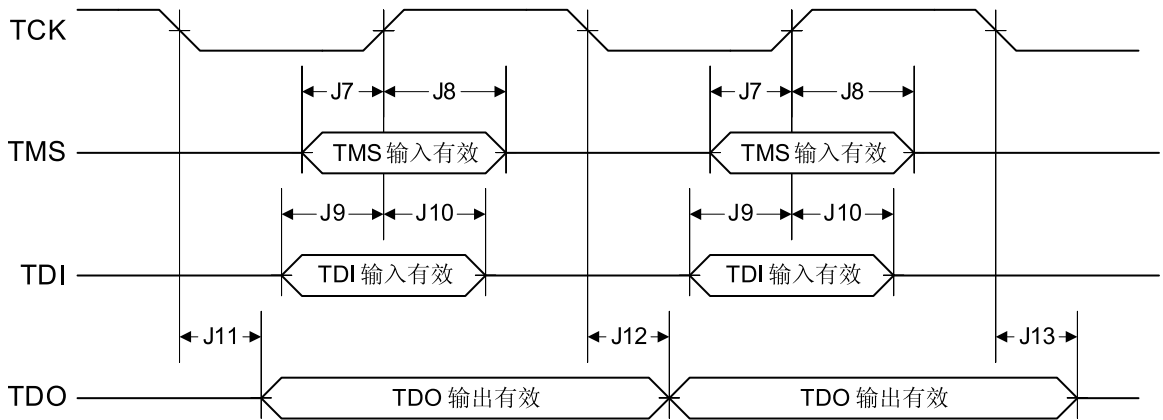 TCK
J7 J8 J7 J8
TMS TMS 输入有效 TMS 输入有效
J9 J10 J9 J10
TDI TDI 输入有效 TDI 输入有效
J11 J12 J13
TDO TDO 输出有效 TDO 输出有效